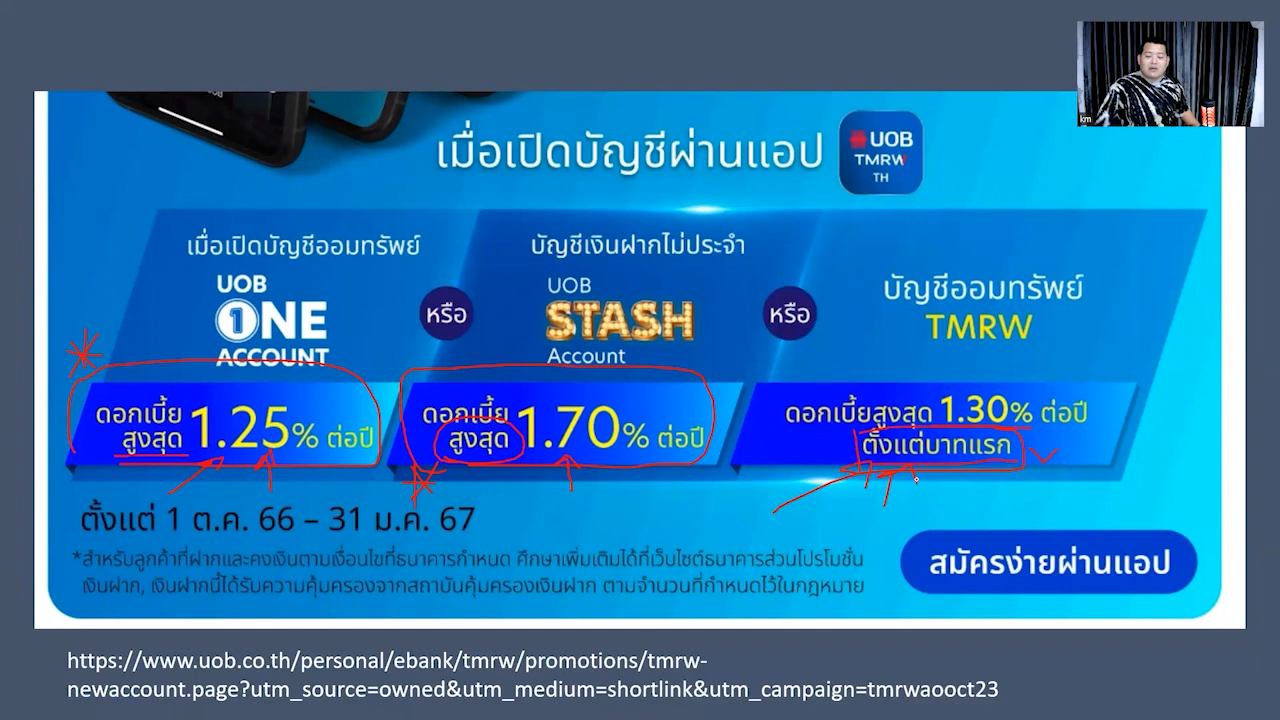 เมื่อเปิดบัญชีผ่านแอป
UOB
TMRW
TH
เมื่อเปิดบัญชีออมทรัพย์
UOB
ONE
ACCOUNT
หรือ
บัญชีเงินฝากไม่ประจำ
UOB
STASH
Account
หรือ
บัญชีออมทรัพย์
TMRW
ดอกเบี้ย
สูงสุด 1.25% ต่อปี
ดอกเบี้ย
สูงสุด 1.70% ต่อปี
ดอกเบี้ยสูงสุด 1.30% ต่อปี
ตั้งแต่บาทแรก
ตั้งแต่ 1 ต.ค. 66 – 31 ม.ค. 67
*สำหรับลูกค้าที่ฝากและคงเงินตามเงื่อนไขที่ธนาคารกำหนด ศึกษาเพิ่มเติมได้ที่เว็บไซต์ธนาคารส่วนโปรโมชั่น
เงินฝาก, เงินฝากนี้ได้รับความคุ้มครองจากสถาบันคุ้มครองเงินฝาก ตามจำนวนที่กำหนดไว้ในกฎหมาย
สมัครง่ายผ่านแอป
https://www.uob.co.th/personal/ebank/tmrw/promotions/tmrw-
newaccount.page?utm_source=owned&utm_medium=shortlink&utm_campaign=tmrwaooct23
km